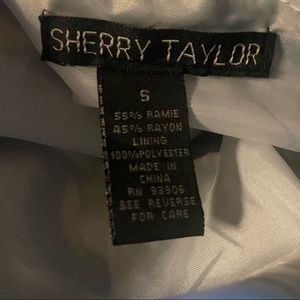 SHERRY TAYLOR
S
55% RAMIE
45% RAYON
LINING
100%POLYESTER
MADE IN
CHINA
RN 93906
SEE REVERSE
FOR CARE